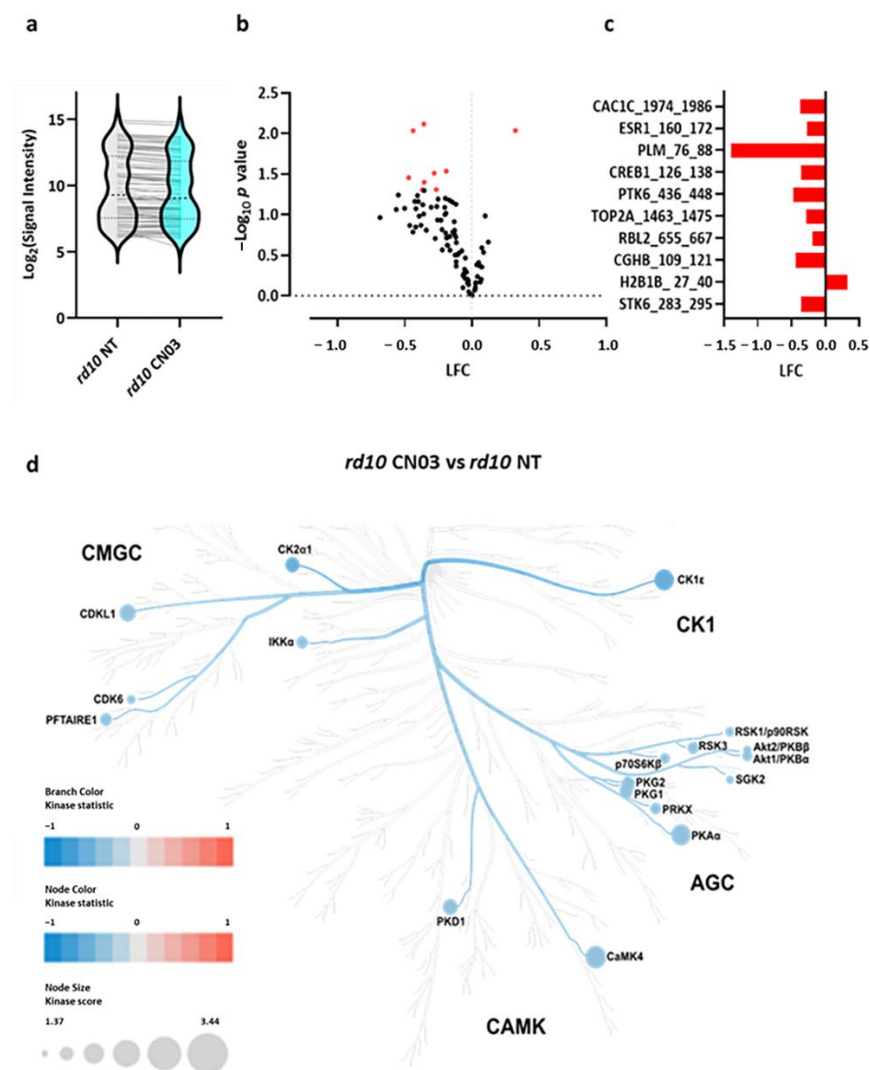 a
b
c
Log2(Signal Intensity)
15
10
5
0
rd10 NT
rd10 CN03
−Log10 p value
2.5
2.0
1.5
1.0
0.5
0.0
− 1.0
− 0.5
0.0
0.5
1.0
LFC
CAC1C_1974_1986
ESR1_160_172
PLM_76_88
CREB1_126_138
PTK6_436_448
TOP2A_1463_1475
RBL2_655_667
CGHB_109_121
H2B1B_ 27_40
STK6_283_295
− 1.5 − 1.0 − 0.5 0.0 0.5
LFC
d
rd10 CN03 vs rd10 NT
CMGC
CK2α1
CK1ε
CDKL1
CK1
IKKα
CDK6
PFTAIRE1
RSK1/p90RSK
RSK3
Akt2/PKBβ
Akt1/PKBα
p70S6Kβ
SGK2
PKG2
PKG1
PRKX
PKAα
AGC
PKD1
CaMK4
CAMK
Branch Color
Kinase statistic
−1 0 1
Node Color
Kinase statistic
−1 0 1
Node Size
Kinase score
1.37 3.44